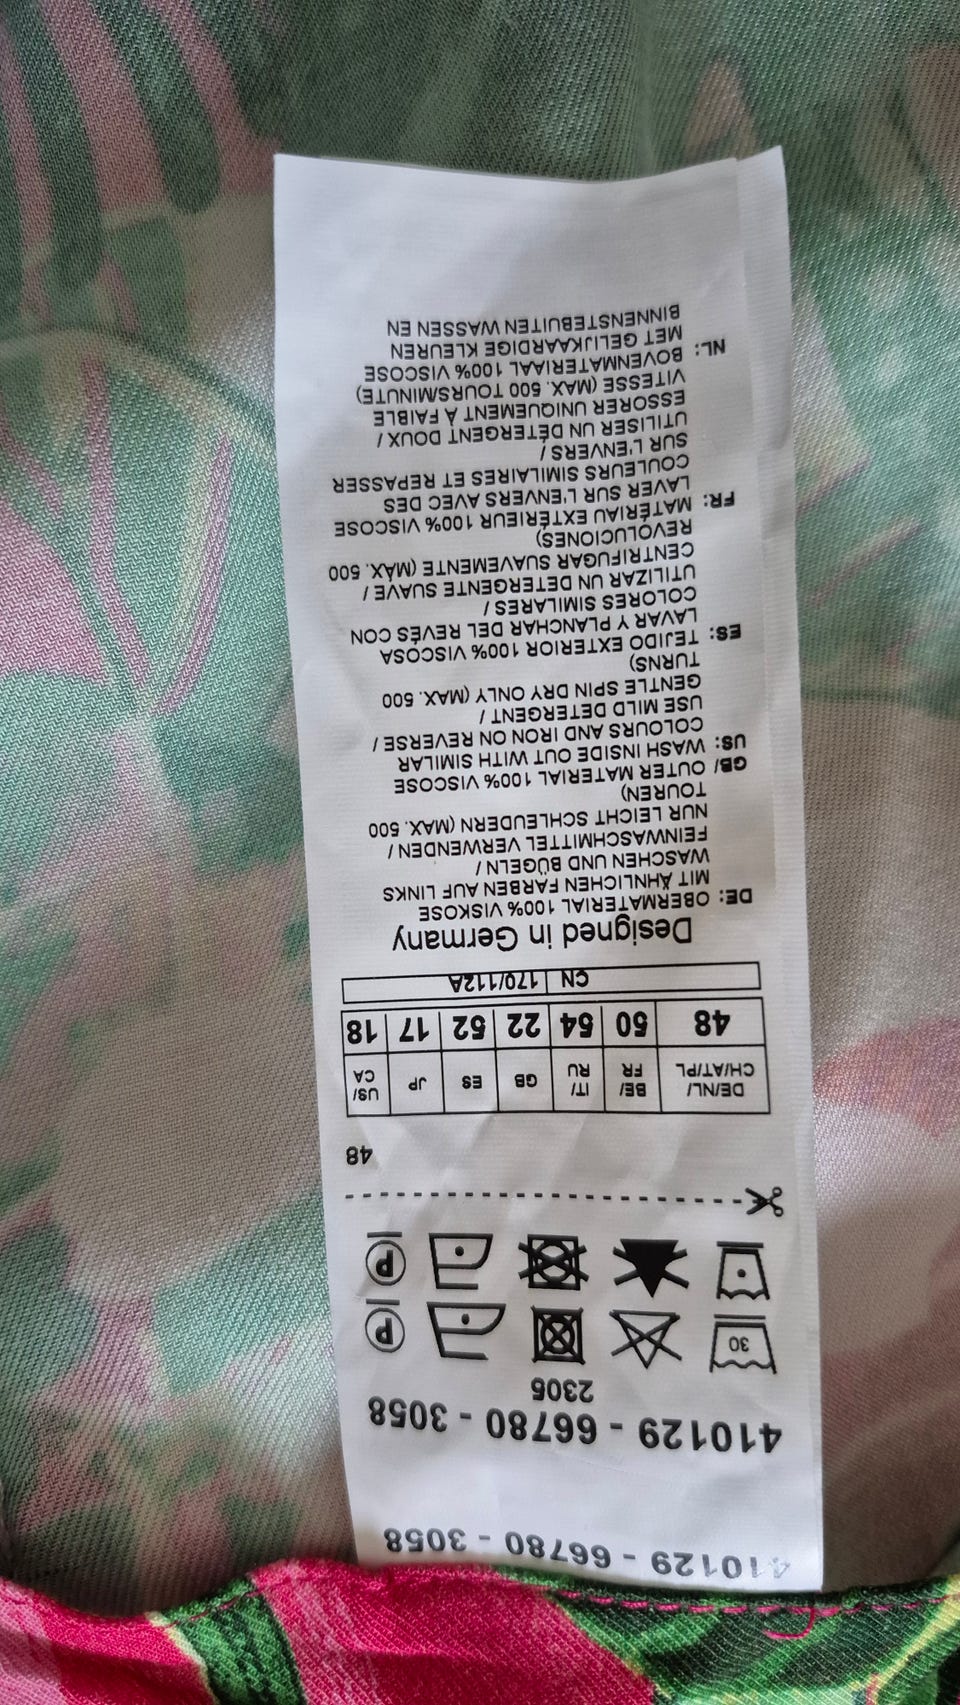 410129 - 66780 - 3058
410129 - 66780 - 3058
2305
30
P
P
48
DE/NL/ CH/AT/PL BE/ FR IT/ RU GB ES JP US/ CA
48 50 54 22 52 17 18
CN 170/112A
Designed in Germany
DE: OBERMATERIAL 100% VISKOSE
MIT ÄHNLICHEN FARBEN AUF LINKS
WASCHEN UND BÜGELN /
FEINWASCHMITTEL VERWENDEN /
NUR LEICHT SCHLEUDERN (MAX. 500
TOUREN)
GB/ OUTER MATERIAL 100% VISCOSE
US: WASH INSIDE OUT WITH SIMILAR
COLOURS AND IRON ON REVERSE /
USE MILD DETERGENT /
GENTLE SPIN DRY ONLY (MAX. 500
TURNS)
ES: TEJIDO EXTERIOR 100% VISCOSA
LAVAR Y PLANCHAR DEL REVÉS CON
COLORES SIMILARES /
UTILIZAR UN DETERGENTE SUAVE /
CENTRIFUGAR SUAVEMENTE (MÁX. 500
REVOLUCIONES)
FR: MATÉRIAU EXTÉRIEUR 100% VISCOSE
LAVER SUR L'ENVERS AVEC DES
COULEURS SIMILAIRES ET REPASSER
SUR L'ENVERS /
UTILISER UN DÉTERGENT DOUX /
ESSORER UNIQUEMENT À FAIBLE
VITESSE (MAX. 500 TOURS/MINUTE)
NL: BOVENMATERIAAL 100% VISCOSE
MET GELIJKAARDIGE KLEUREN
BINNENSTEBUITEN WASSEN EN